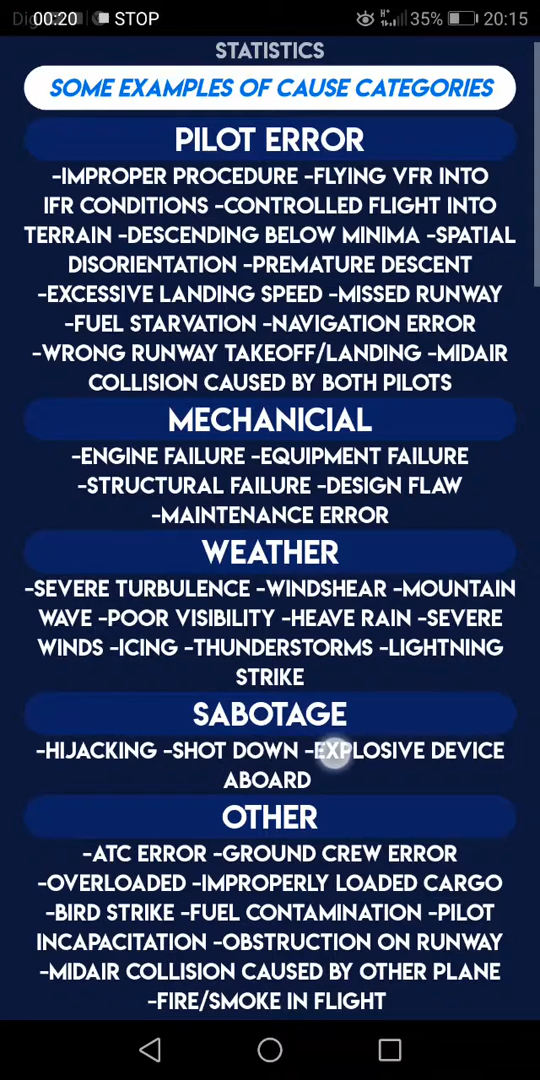 00:20 STOP 35% 20:15
STATISTICS
SOME EXAMPLES OF CAUSE CATEGORIES
PILOT ERROR
-IMPROPER PROCEDURE -FLYING VFR INTO
IFR CONDITIONS -CONTROLLED FLIGHT INTO
TERRAIN -DESCENDING BELOW MINIMA -SPATIAL
DISORIENTATION -PREMATURE DESCENT
-EXCESSIVE LANDING SPEED -MISSED RUNWAY
-FUEL STARVATION -NAVIGATION ERROR
-WRONG RUNWAY TAKEOFF/LANDING -MIDAIR
COLLISION CAUSED BY BOTH PILOTS
MECHANICIAL
-ENGINE FAILURE -EQUIPMENT FAILURE
-STRUCTURAL FAILURE -DESIGN FLAW
-MAINTENANCE ERROR
WEATHER
-SEVERE TURBULENCE -WINDSHEAR -MOUNTAIN
WAVE -POOR VISIBILITY -HEAVE RAIN -SEVERE
WINDS -ICING -THUNDERSTORMS -LIGHTNING
STRIKE
SABOTAGE
-HIJACKING -SHOT DOWN -EXPLOSIVE DEVICE
ABOARD
OTHER
-ATC ERROR -GROUND CREW ERROR
-OVERLOADED -IMPROPERLY LOADED CARGO
-BIRD STRIKE -FUEL CONTAMINATION -PILOT
INCAPACITATION -OBSTRUCTION ON RUNWAY
-MIDAIR COLLISION CAUSED BY OTHER PLANE
-FIRE/SMOKE IN FLIGHT